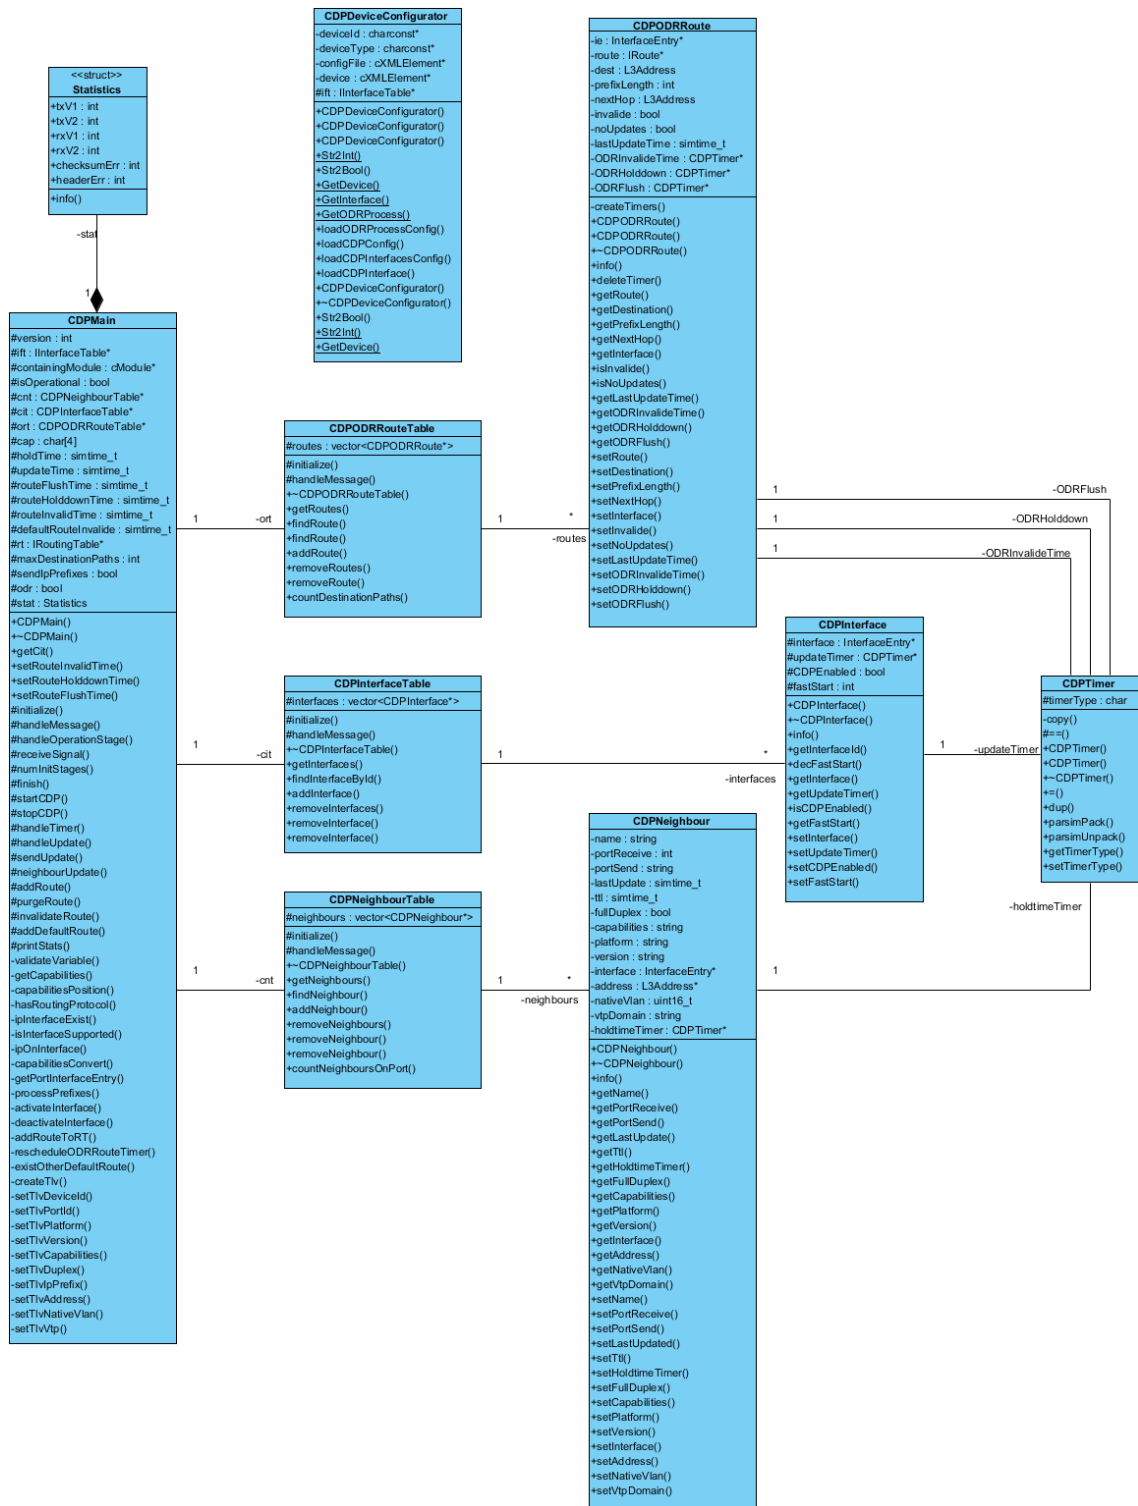 <<struct>>
Statistics
+txV1 : int
+txV2 : int
+rxV1 : int
+rxV2 : int
+checksumErr : int
+headerErr : int
+info()
-stat
1
CDPMain
#version : int
#ift : IInterfaceTable*
#containingModule : cModule*
#isOperational : bool
#cnt : CDPNeighbourTable*
#cit : CDPInterfaceTable*
#ort : CDPODRRouteTable*
#cap : char[4]
#holdTime : simtime_t
#updateTime : simtime_t
#routeFlushTime : simtime_t
#routeHolddownTime : simtime_t
#routeInvalidTime : simtime_t
#defaultRouteInvalide : simtime_t
#rt : IRoutingTable*
#maxDestinationPaths : int
#sendIpPrefixes : bool
#odr : bool
#stat : Statistics
+CDPMain()
+~CDPMain()
+getCit()
+setRouteInvalidTime()
+setRouteHolddownTime()
+setRouteFlushTime()
#initialize()
#handleMessage()
#handleOperationStage()
#receiveSignal()
#numInitStages()
#finish()
#startCDP()
#stopCDP()
#handleTimer()
#handleUpdate()
#sendUpdate()
#neighbourUpdate()
#addRoute()
#purgeRoute()
#invalidateRoute()
#addDefaultRoute()
#printStats()
-validateVariable()
-getCapabilities()
-capabilitiesPosition()
-hasRoutingProtocol()
-ipInterfaceExist()
-isInterfaceSupported()
-ipOnInterface()
-capabilitiesConvert()
-getPortInterfaceEntry()
-processPrefixes()
-activateInterface()
-deactivateInterface()
-addRouteToRT()
-rescheduleODRRouteTimer()
-existOtherDefaultRoute()
-createTlv()
-setTlvDeviceId()
-setTlvPortId()
-setTlvPlatform()
-setTlvVersion()
-setTlvCapabilities()
-setTlvDuplex()
-setTlvIpPrefix()
-setTlvAddress()
-setTlvNativeVlan()
-setTlvVtp()
CDPDeviceConfigurator
-deviceId : charconst*
-deviceType : charconst*
-configFile : cXMLElement*
-device : cXMLElement*
#ift : IInterfaceTable*
+CDPDeviceConfigurator()
+CDPDeviceConfigurator()
+CDPDeviceConfigurator()
+Str2Int()
+Str2Bool()
+GetDevice()
+GetInterface()
+GetODRProcess()
+loadODRProcessConfig()
+loadCDPConfig()
+loadCDPInterfacesConfig()
+loadCDPInterface()
+CDPDeviceConfigurator()
+~CDPDeviceConfigurator()
+Str2Bool()
+Str2Int()
+GetDevice()
1
-ort
CDPODRRouteTable
#routes : vector<CDPODRRoute*>
#initialize()
#handleMessage()
+~CDPODRRouteTable()
+getRoutes()
+findRoute()
+findRoute()
+addRoute()
+removeRoutes()
+removeRoute()
+countDestinationPaths()
1
*
-routes
1
-cit
CDPInterfaceTable
#interfaces : vector<CDPInterface*>
#initialize()
#handleMessage()
+~CDPInterfaceTable()
+getInterfaces()
+findInterfaceById()
+addInterface()
+removeInterfaces()
+removeInterface()
+removeInterface()
1
*
-interfaces
1
-cnt
CDPNeighbourTable
#neighbours : vector<CDPNeighbour*>
#initialize()
#handleMessage()
+~CDPNeighbourTable()
+getNeighbours()
+findNeighbour()
+addNeighbour()
+removeNeighbours()
+removeNeighbour()
+removeNeighbour()
+countNeighboursOnPort()
1
*
-neighbours
CDPODRRoute
-ie : InterfaceEntry*
-route : IRoute*
-dest : L3Address
-prefixLength : int
-nextHop : L3Address
-invalide : bool
-noUpdates : bool
-lastUpdateTime : simtime_t
-ODRInvalideTime : CDPTimer*
-ODRHolddown : CDPTimer*
-ODRFlush : CDPTimer*
-createTimers()
+CDPODRRoute()
+CDPODRRoute()
+~CDPODRRoute()
+info()
+deleteTimer()
+getRoute()
+getDestination()
+getPrefixLength()
+getNextHop()
+getInterface()
+isInvalide()
+isNoUpdates()
+getLastUpdateTime()
+getODRInvalideTime()
+getODRHolddown()
+getODRFlush()
+setRoute()
+setDestination()
+setPrefixLength()
+setNextHop()
+setInterface()
+setInvalide()
+setNoUpdates()
+setLastUpdateTime()
+setODRInvalideTime()
+setODRHolddown()
+setODRFlush()
1
-ODRFlush
1
-ODRHolddown
1
-ODRInvalideTime
CDPInterface
#interface : InterfaceEntry*
#updateTimer : CDPTimer*
#CDPEnabled : bool
#fastStart : int
+CDPInterface()
+~CDPInterface()
+info()
+getInterfaceId()
+decFastStart()
+getInterface()
+getUpdateTimer()
+isCDPEnabled()
+getFastStart()
+setInterface()
+setUpdateTimer()
+setCDPEnabled()
+setFastStart()
1
-updateTimer
CDPTimer
#timerType : char
-copy()
#==()
+CDPTimer()
+CDPTimer()
+~CDPTimer()
+=()
+dup()
+parsimPack()
+parsimUnpack()
+getTimerType()
+setTimerType()
-holdtimeTimer
1
CDPNeighbour
-name : string
-portReceive : int
-portSend : string
-lastUpdate : simtime_t
-ttl : simtime_t
-fullDuplex : bool
-capabilities : string
-platform : string
-version : string
-interface : InterfaceEntry*
-address : L3Address*
-nativeVlan : uint16_t
-vtpDomain : string
-holdtimeTimer : CDPTimer*
+CDPNeighbour()
+~CDPNeighbour()
+info()
+getName()
+getPortReceive()
+getPortSend()
+getLastUpdate()
+getTtl()
+getHoldtimeTimer()
+getFullDuplex()
+getCapabilities()
+getPlatform()
+getVersion()
+getInterface()
+getAddress()
+getNativeVlan()
+getVtpDomain()
+setName()
+setPortReceive()
+setPortSend()
+setLastUpdated()
+setTtl()
+setHoldtimeTimer()
+setFullDuplex()
+setCapabilities()
+setPlatform()
+setVersion()
+setInterface()
+setAddress()
+setNativeVlan()
+setVtpDomain()